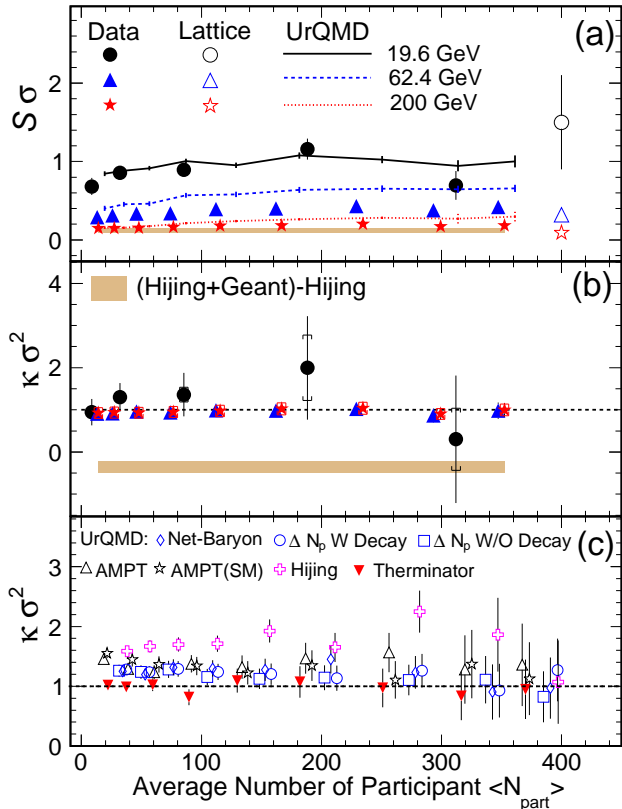 Data Lattice UrQMD (a)
19.6 GeV
62.4 GeV
200 GeV
S σ
2
1
0
(Hijing+Geant)-Hijing (b)
κ σ²
4
2
0
UrQMD: Net-Baryon Δ N_p W Decay Δ N_p W/O Decay (c)
AMPT AMPT(SM) Hijing Therminator
κ σ²
3
2
1
0
0 100 200 300 400
Average Number of Participant <N_part>